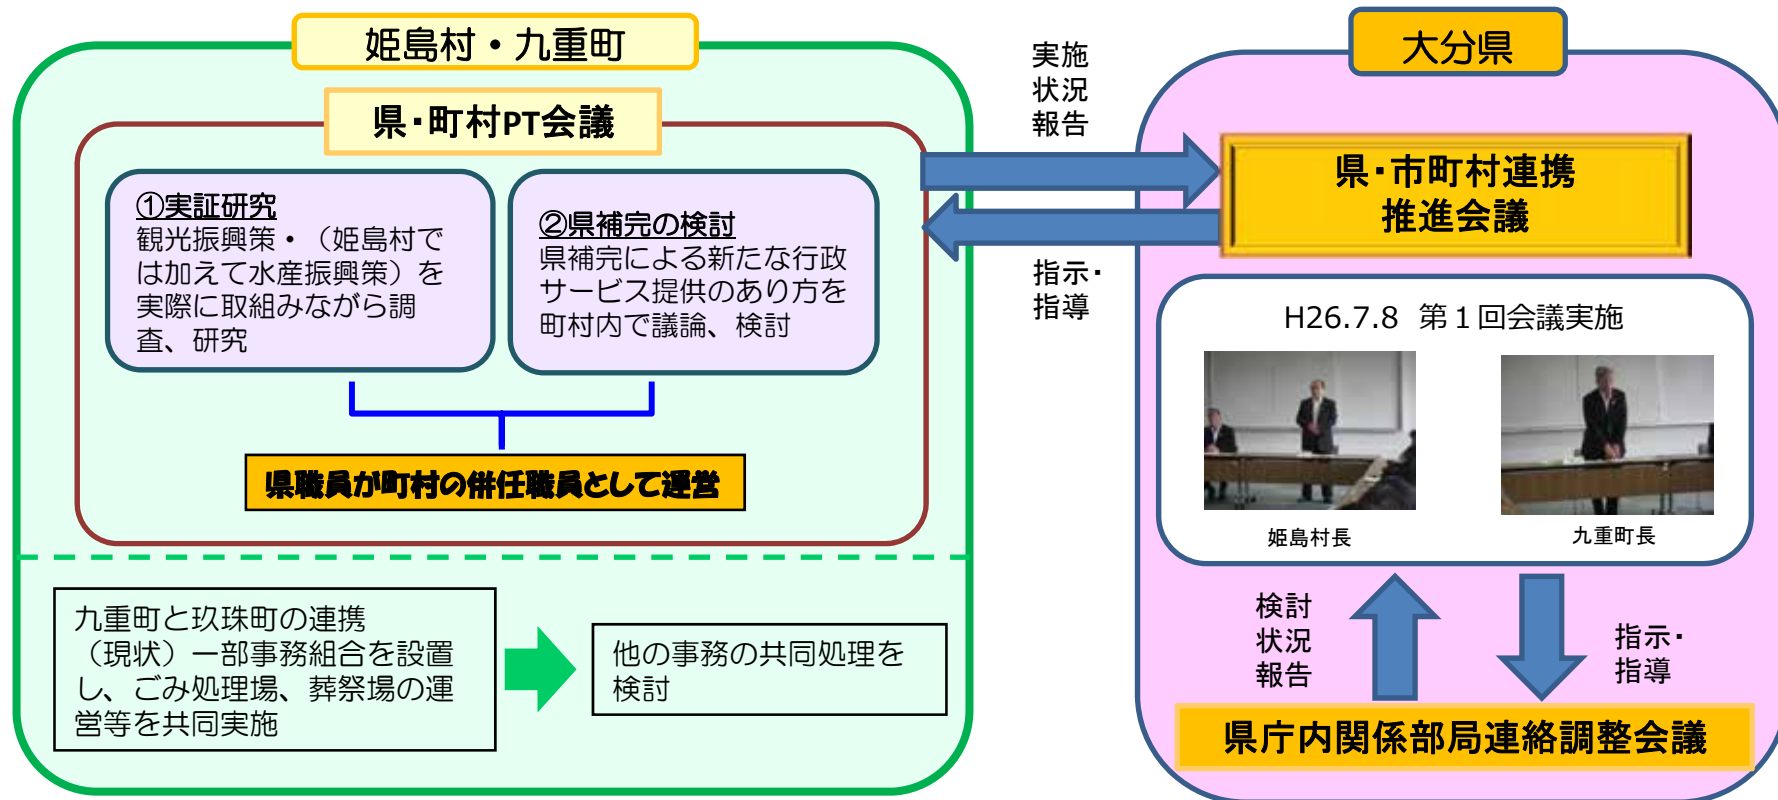 姫島村・九重町
県・町村PT会議
①実証研究
観光振興策・（姫島村で
は加えて水産振興策）を
実際に取組みながら調
査、研究
②県補完の検討
県補完による新たな行政
サービス提供のあり方を
町村内で議論、検討
県職員が町村の併任職員として運営
九重町と玖珠町の連携
（現状）一部事務組合を設置
し、ごみ処理場、葬祭場の運
営等を共同実施
他の事務の共同処理を
検討
実施
状況
報告
指示・
指導
大分県
県・市町村連携
推進会議
H26.7.8 第１回会議実施
姫島村長
九重町長
検討
状況
報告
指示・
指導
県庁内関係部局連絡調整会議